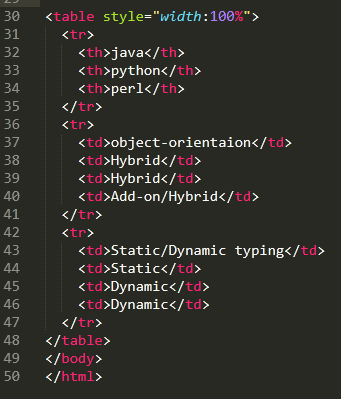 30 <table style="width:100%">
31 <tr>
32 <th>java</th>
33 <th>python</th>
34 <th>perl</th>
35 </tr>
36 <tr>
37 <td>object-orientaion</td>
38 <td>Hybrid</td>
39 <td>Hybrid</td>
40 <td>Add-on/Hybrid</td>
41 </tr>
42 <tr>
43 <td>Static/Dynamic typing</td>
44 <td>Static</td>
45 <td>Dynamic</td>
46 <td>Dynamic</td>
47 </tr>
48 </table>
49 </body>
50 </html>